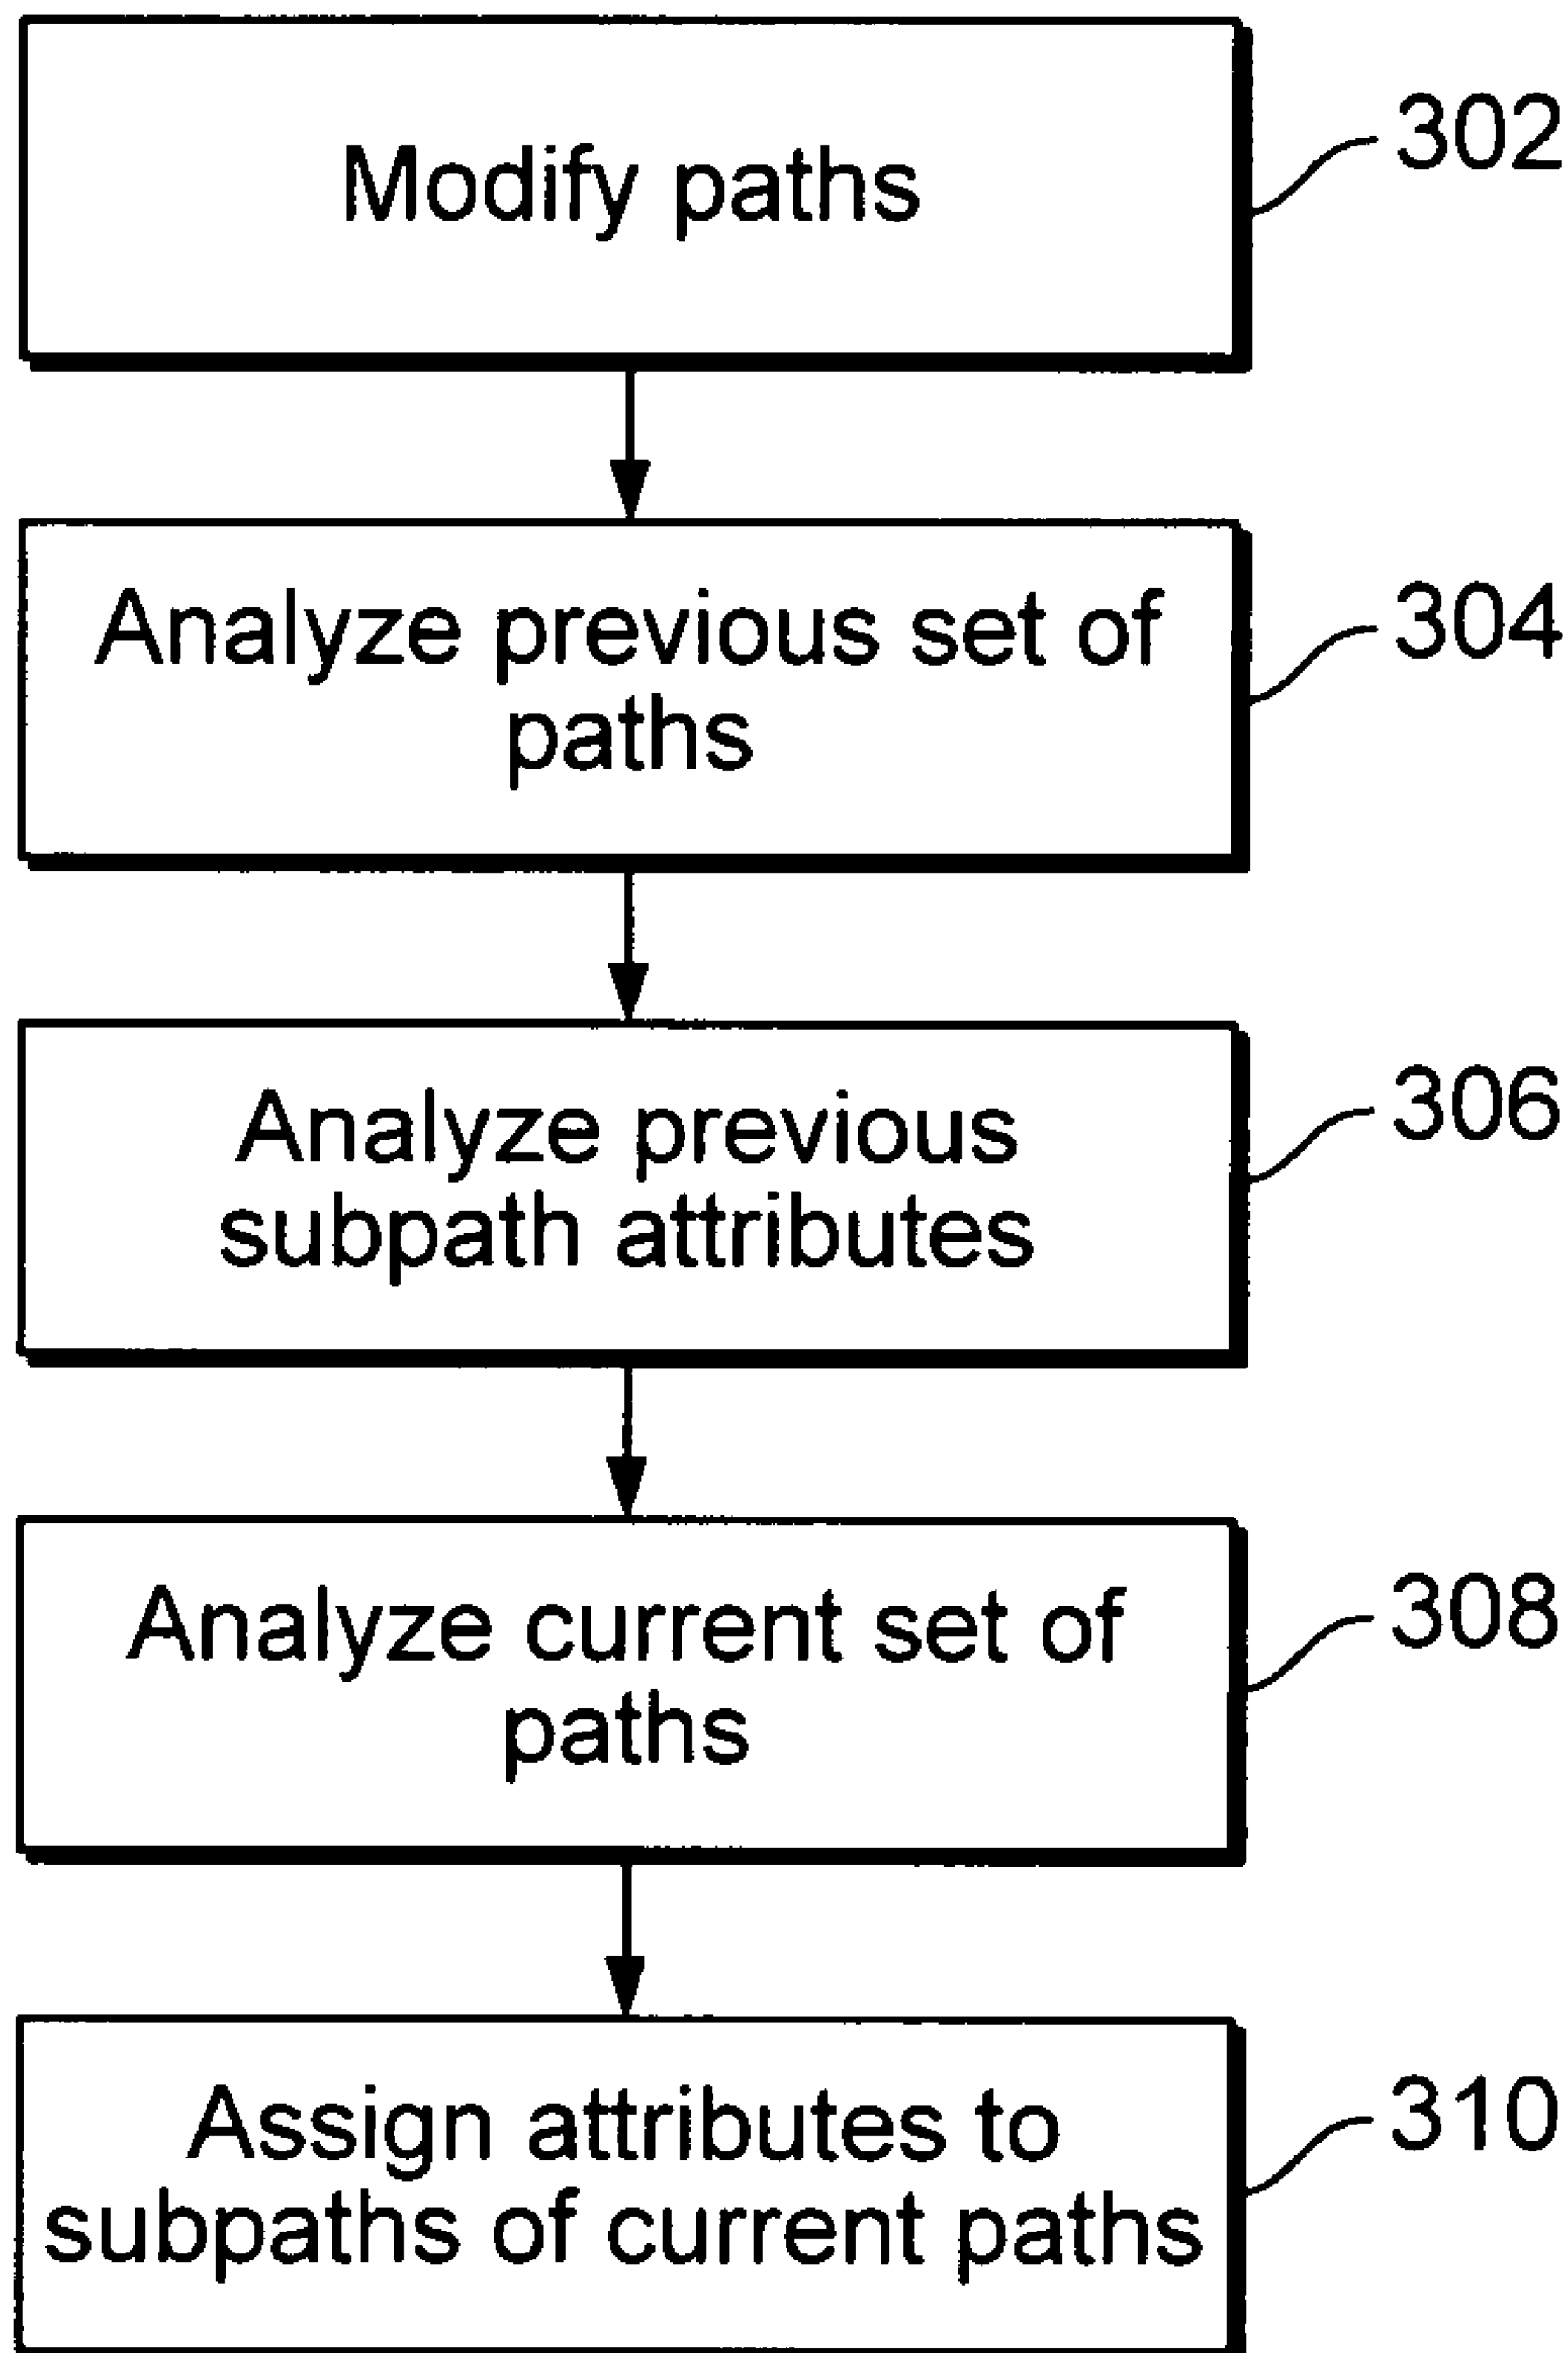 Modify paths
302
Analyze previous set of
paths
304
Analyze previous
subpath attributes
306
Analyze current set of
paths
308
Assign attributes to
subpaths of current paths
310